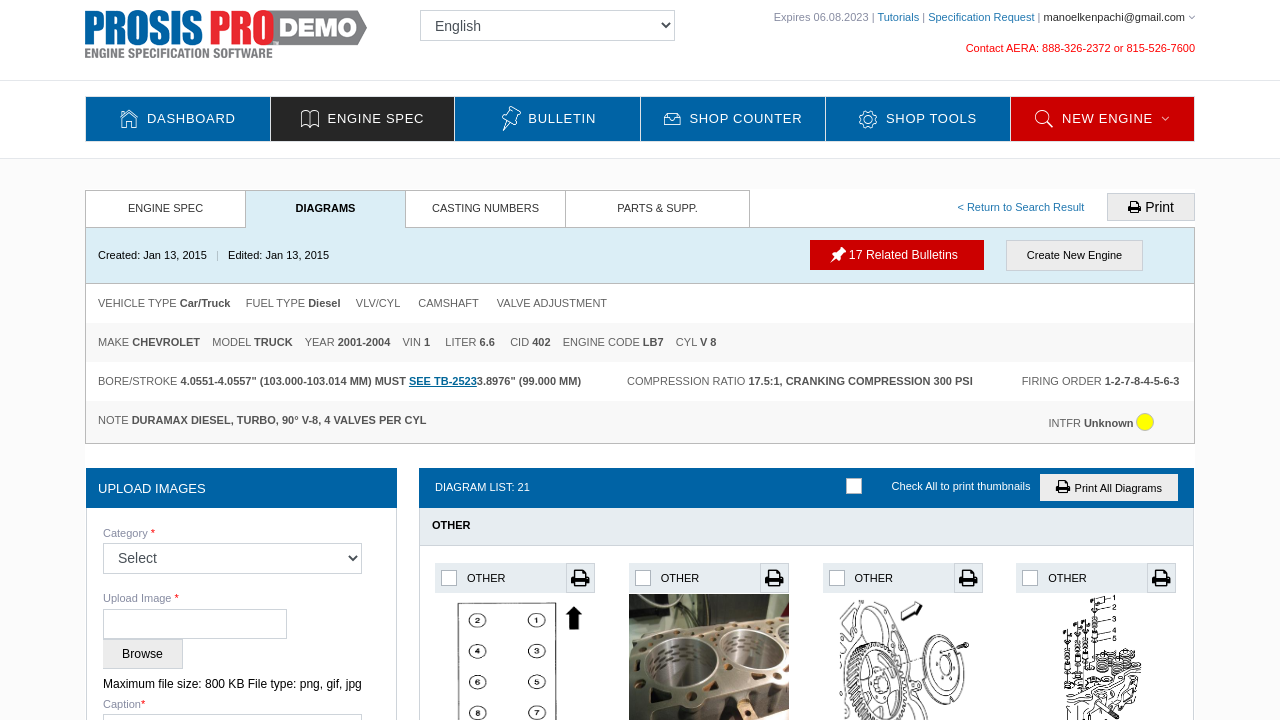 PROSIS PRO DEMO
ENGINE SPECIFICATION SOFTWARE
English
Expires 06.08.2023 | Tutorials | Specification Request | manoelkenpachi@gmail.com
Contact AERA: 888-326-2372 or 815-526-7600
DASHBOARD
ENGINE SPEC
BULLETIN
SHOP COUNTER
SHOP TOOLS
NEW ENGINE
ENGINE SPEC
DIAGRAMS
CASTING NUMBERS
PARTS & SUPP.
< Return to Search Result
Print
Created: Jan 13, 2015 | Edited: Jan 13, 2015
17 Related Bulletins
Create New Engine
VEHICLE TYPE Car/Truck FUEL TYPE Diesel VLV/CYL CAMSHAFT VALVE ADJUSTMENT
MAKE CHEVROLET MODEL TRUCK YEAR 2001-2004 VIN 1 LITER 6.6 CID 402 ENGINE CODE LB7 CYL V 8
BORE/STROKE 4.0551-4.0557" (103.000-103.014 MM) MUST SEE TB-25233.8976" (99.000 MM) COMPRESSION RATIO 17.5:1, CRANKING COMPRESSION 300 PSI FIRING ORDER 1-2-7-8-4-5-6-3
NOTE DURAMAX DIESEL, TURBO, 90° V-8, 4 VALVES PER CYL
INTFR Unknown
UPLOAD IMAGES
Category *
Select
Upload Image *
Browse
Maximum file size: 800 KB File type: png, gif, jpg
Caption*
DIAGRAM LIST: 21
Check All to print thumbnails
Print All Diagrams
OTHER
OTHER
OTHER
OTHER
OTHER
2 1
4 3
6 5
8 7
1
2
3